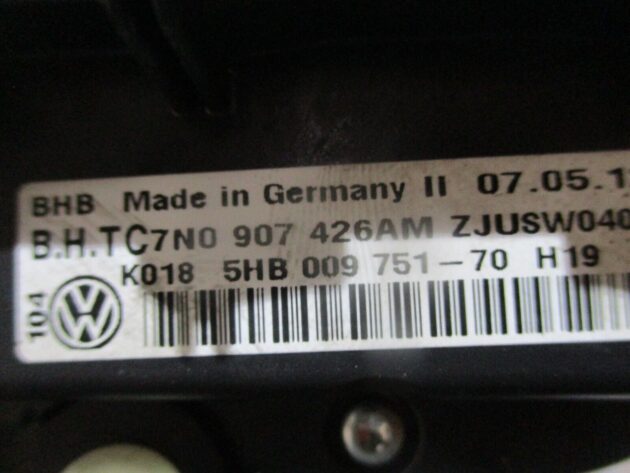 BHB Made in Germany II 07.05.1
B.H.TC7N0 907 426AM ZJUSW040
K018 5HB 009 751-70 H19
104